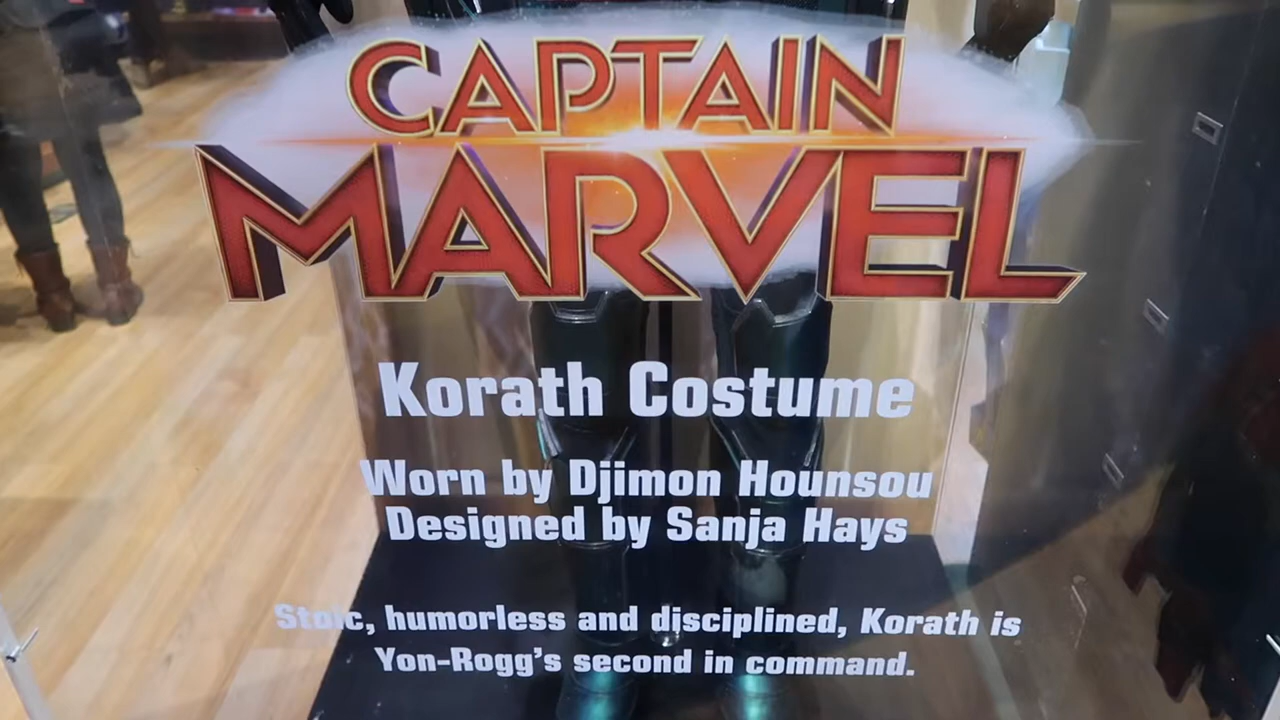 CAPTAIN
MARVEL
Korath Costume
Worn by Djimon Hounsou
Designed by Sanja Hays
Stoic, humorless and disciplined, Korath is
Yon-Rogg's second in command.